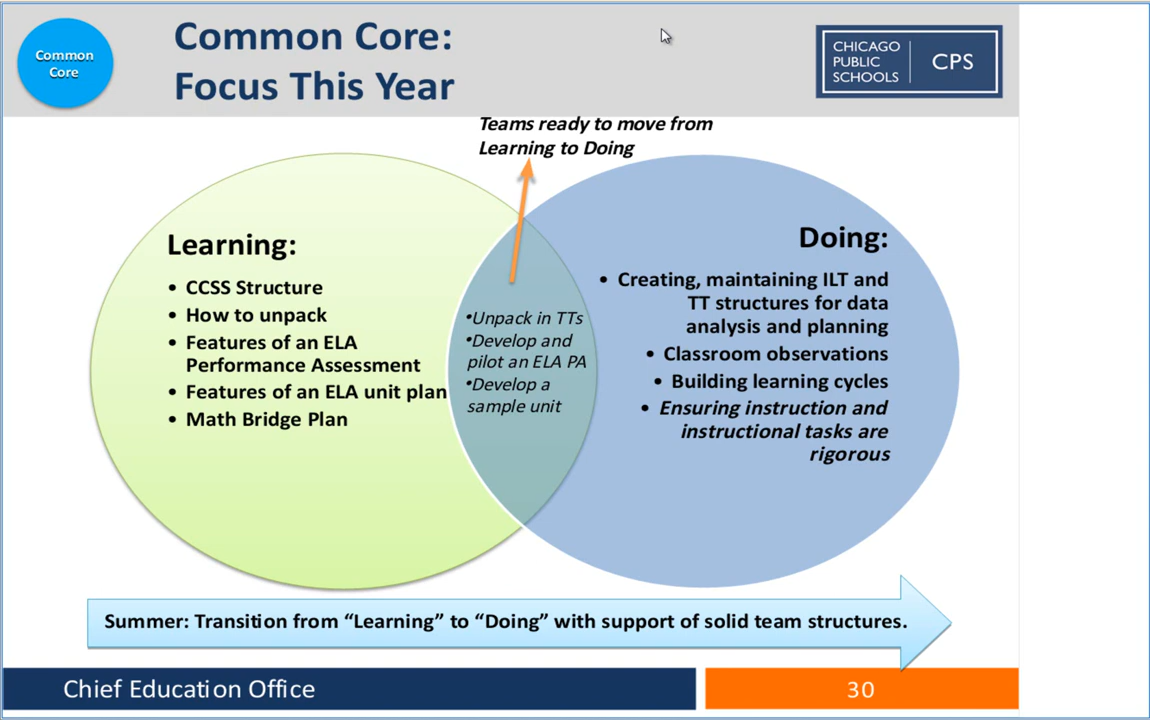 Common
Core
Common Core:
Focus This Year
CHICAGO
PUBLIC
SCHOOLS
CPS
Teams ready to move from
Learning to Doing
Learning:
• CCSS Structure
• How to unpack
• Features of an ELA
Performance Assessment
• Features of an ELA unit plan
• Math Bridge Plan
•Unpack in TTs
•Develop and
pilot an ELA PA
•Develop a
sample unit
Doing:
• Creating, maintaining ILT and
TT structures for data
analysis and planning
• Classroom observations
• Building learning cycles
• Ensuring instruction and
instructional tasks are
rigorous
Summer: Transition from “Learning” to “Doing” with support of solid team structures.
Chief Education Office
30